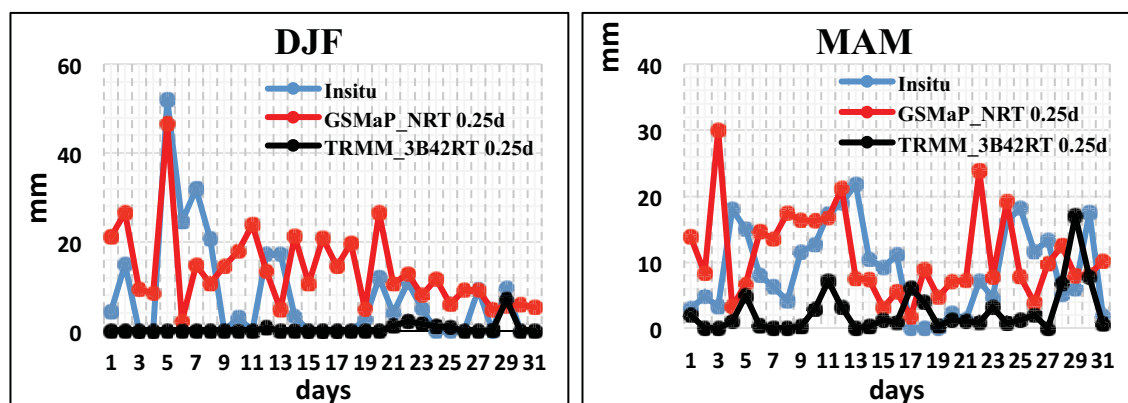 DJF
mm
60
40
20
0
Insitu
GSMaP_NRT 0.25d
TRMM_3B42RT 0.25d
1 3 5 7 9 11 13 15 17 19 21 23 25 27 29 31
days
MAM
mm
40
30
20
10
0
Insitu
GSMaP_NRT 0.25d
TRMM_3B42RT 0.25d
1 3 5 7 9 11 13 15 17 19 21 23 25 27 29 31
days